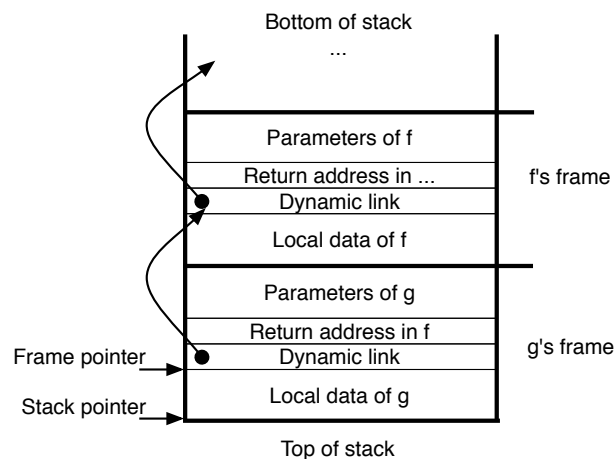 Bottom of stack
...
Parameters of f
Return address in ...
Dynamic link
Local data of f
f's frame
Parameters of g
Return address in f
Dynamic link
Local data of g
g's frame
Frame pointer
Stack pointer
Top of stack